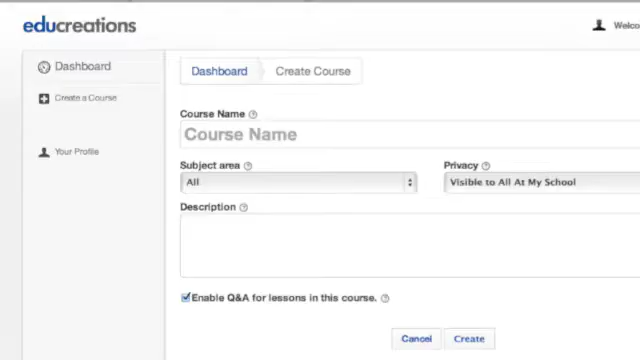 educreations
Welco
Dashboard
Create a Course
Your Profile
Dashboard Create Course
Course Name
Course Name
Subject area Privacy
All Visible to All At My School
Description
Enable Q&A for lessons in this course.
Cancel Create